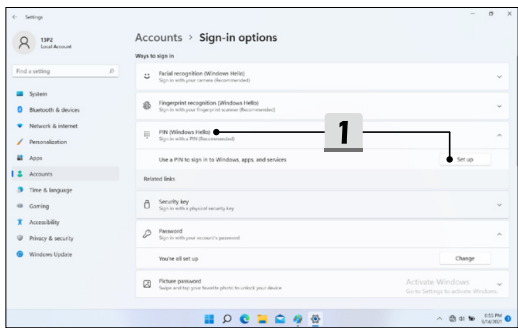 Settings
13P2
Local Account
Find a setting
System
Bluetooth & devices
Network & internet
Personalization
Apps
Accounts
Time & language
Gaming
Accessibility
Privacy & security
Windows Update
Accounts > Sign-in options
Ways to sign in
Facial recognition (Windows Hello)
Sign in with your camera (Recommended)
Fingerprint recognition (Windows Hello)
Sign in with your fingerprint scanner (Recommended)
PIN (Windows Hello)
Sign in with a PIN (Recommended)
1
Use a PIN to sign in to Windows, apps, and services
Set up
Related links
Security key
Sign in with a physical security key
Password
Sign in with your account's password
You're all set up
Change
Picture password
Swipe and tap your favorite photo to unlock your device
Activate Windows
Go to Settings to activate Windows.
6:55 PM